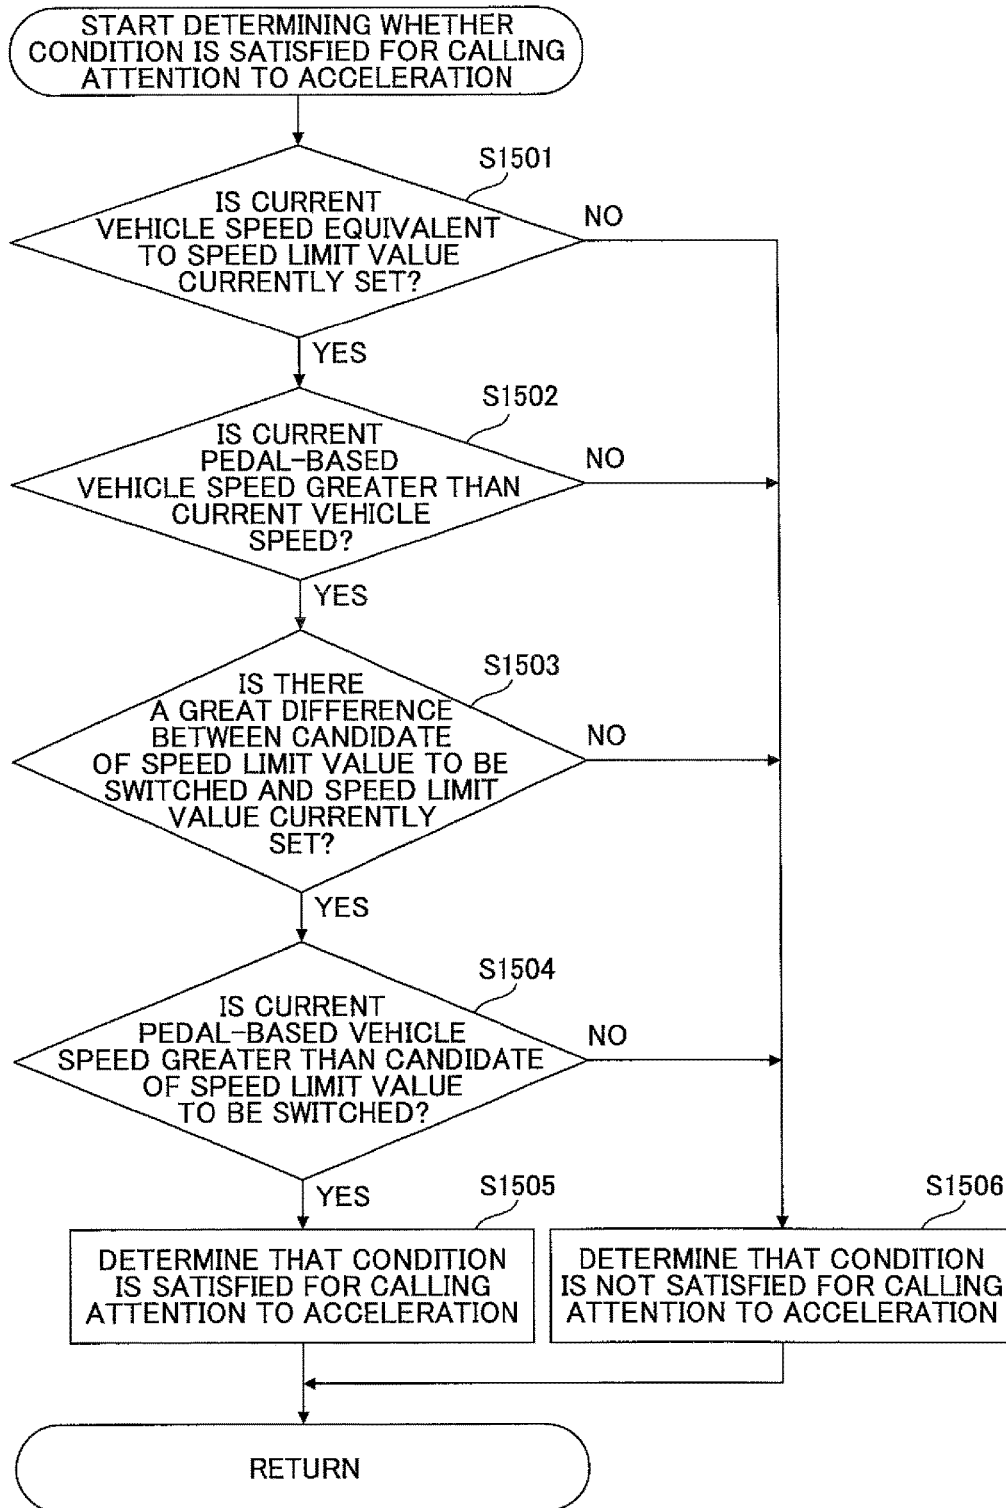 START DETERMINING WHETHER
CONDITION IS SATISFIED FOR CALLING
ATTENTION TO ACCELERATION
S1501
IS CURRENT
VEHICLE SPEED EQUIVALENT
TO SPEED LIMIT VALUE
CURRENTLY SET?
NO
YES
S1502
IS CURRENT
PEDAL-BASED
VEHICLE SPEED GREATER THAN
CURRENT VEHICLE
SPEED?
NO
YES
S1503
IS THERE
A GREAT DIFFERENCE
BETWEEN CANDIDATE
OF SPEED LIMIT VALUE TO BE
SWITCHED AND SPEED LIMIT
VALUE CURRENTLY
SET?
NO
YES
S1504
IS CURRENT
PEDAL-BASED VEHICLE
SPEED GREATER THAN CANDIDATE
OF SPEED LIMIT VALUE
TO BE SWITCHED?
NO
YES
S1505
DETERMINE THAT CONDITION
IS SATISFIED FOR CALLING
ATTENTION TO ACCELERATION
S1506
DETERMINE THAT CONDITION
IS NOT SATISFIED FOR CALLING
ATTENTION TO ACCELERATION
RETURN